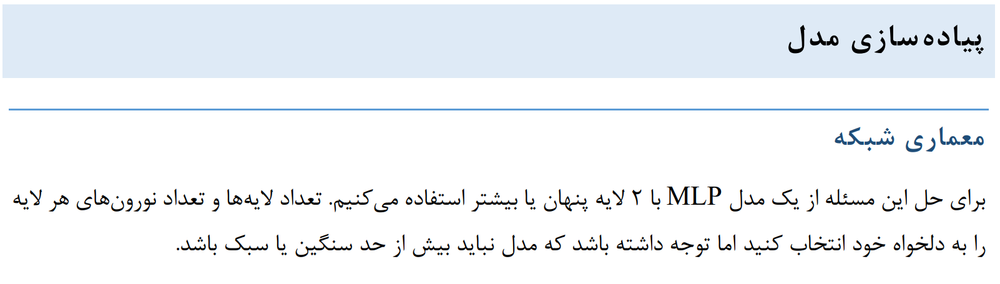 پیاده‌سازی مدل
معماری شبکه
برای حل این مسئله از یک مدل MLP با ۲ لایه پنهان یا بیشتر استفاده می‌کنیم. تعداد لایه‌ها و تعداد نورون‌های هر لایه
را به دلخواه خود انتخاب کنید اما توجه داشته باشد که مدل نباید بیش از حد سنگین یا سبک باشد.